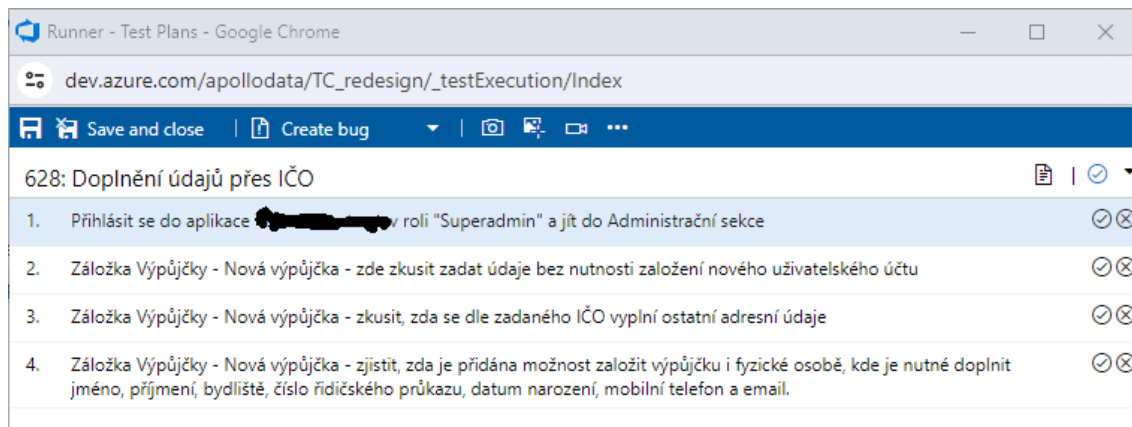 Runner - Test Plans - Google Chrome
dev.azure.com/apollodata/TC_redesign/_testExecution/Index
Save and close | Create bug
628: Doplnění údajů přes IČO
1. Přihlásit se do aplikace v roli "Superadmin" a jít do Administrační sekce
2. Záložka Výpůjčky - Nová výpůjčka - zde zkusit zadat údaje bez nutnosti založení nového uživatelského účtu
3. Záložka Výpůjčky - Nová výpůjčka - zkusit, zda se dle zadaného IČO vyplní ostatní adresní údaje
4. Záložka Výpůjčky - Nová výpůjčka - zjistit, zda je přidána možnost založit výpůjčku i fyzické osobě, kde je nutné doplnit
jméno, příjmení, bydliště, číslo řidičského průkazu, datum narození, mobilní telefon a email.